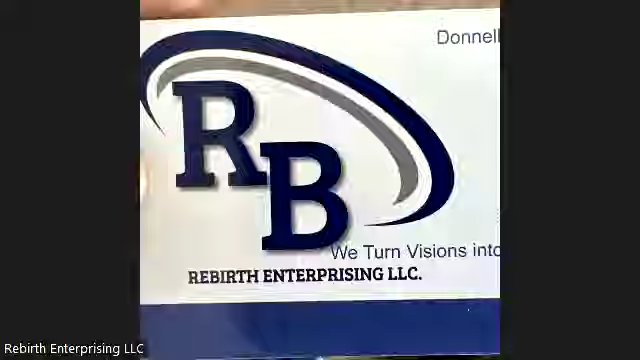 Donnell
RB
We Turn Visions into
REBIRTH ENTERPRISING LLC.
Rebirth Enterprising LLC